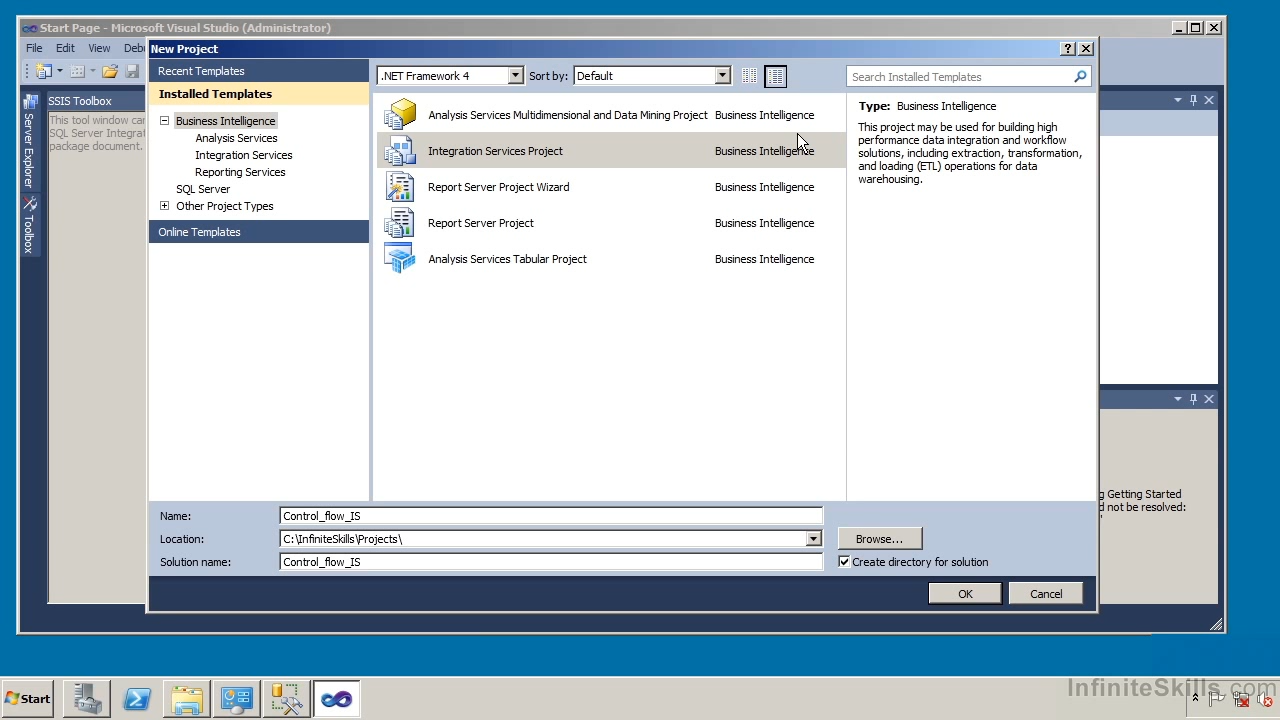 Start Page - Microsoft Visual Studio (Administrator)
File Edit View Deb
New Project
Recent Templates
.NET Framework 4 Sort by: Default
Search Installed Templates
Installed Templates
SSIS Toolbox
This tool window can
SQL Server Integrat
package document.
Server Explorer
Toolbox
Business Intelligence
Analysis Services
Integration Services
Reporting Services
SQL Server
Other Project Types
Online Templates
Analysis Services Multidimensional and Data Mining Project Business Intelligence
Integration Services Project Business Intelligence
Report Server Project Wizard Business Intelligence
Report Server Project Business Intelligence
Analysis Services Tabular Project Business Intelligence
Type: Business Intelligence
This project may be used for building high
performance data integration and workflow
solutions, including extraction, transformation,
and loading (ETL) operations for data
warehousing.
g Getting Started
d not be resolved:
Name: Control_flow_IS
Location: C:\InfiniteSkills\Projects\ Browse...
Solution name: Control_flow_IS Create directory for solution
OK Cancel
Start
InfiniteSkills.com